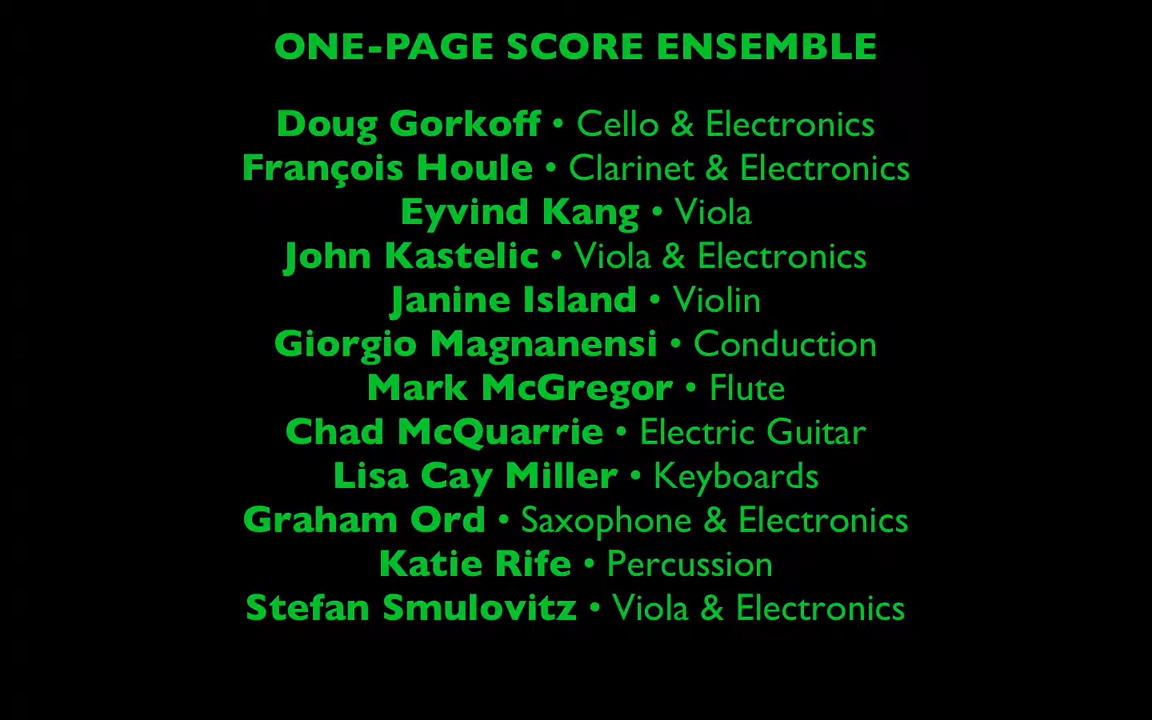 ONE-PAGE SCORE ENSEMBLE
Doug Gorkoff • Cello & Electronics
François Houle • Clarinet & Electronics
Eyvind Kang • Viola
John Kastelic • Viola & Electronics
Janine Island • Violin
Giorgio Magnanensi • Conduction
Mark McGregor • Flute
Chad McQuarrie • Electric Guitar
Lisa Cay Miller • Keyboards
Graham Ord • Saxophone & Electronics
Katie Rife • Percussion
Stefan Smulovitz • Viola & Electronics